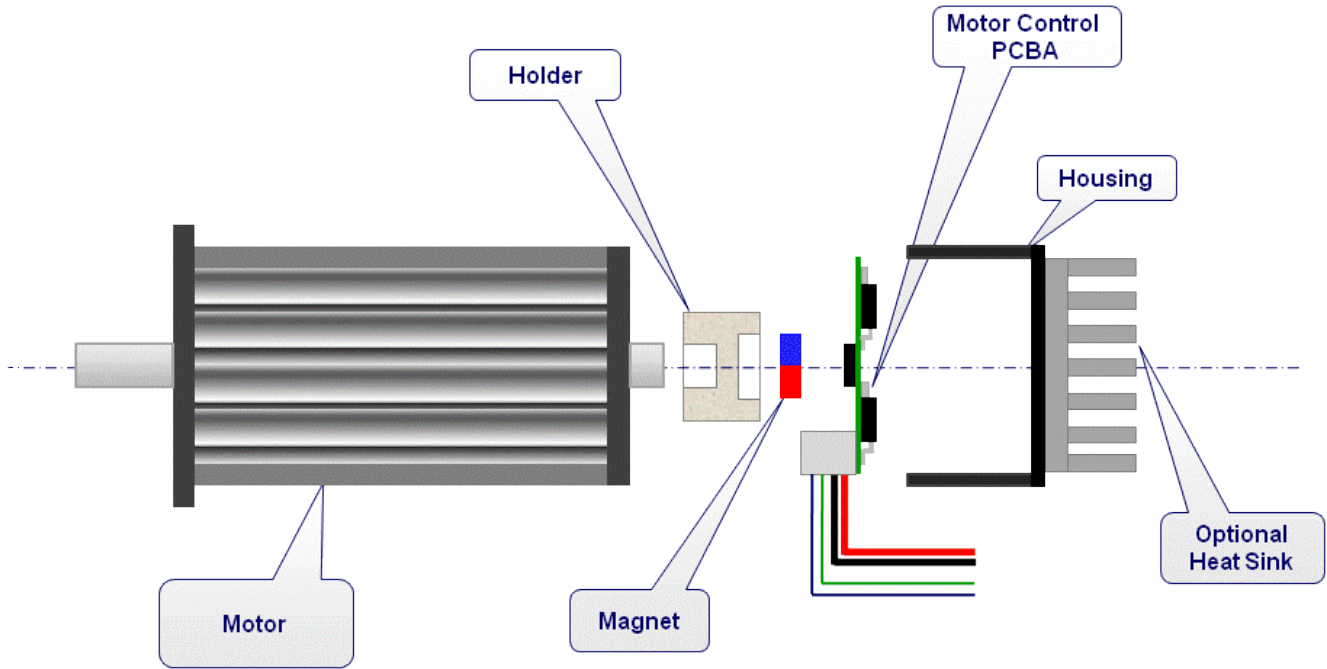 Motor Control
PCBA
Holder
Housing
Optional
Heat Sink
Magnet
Motor